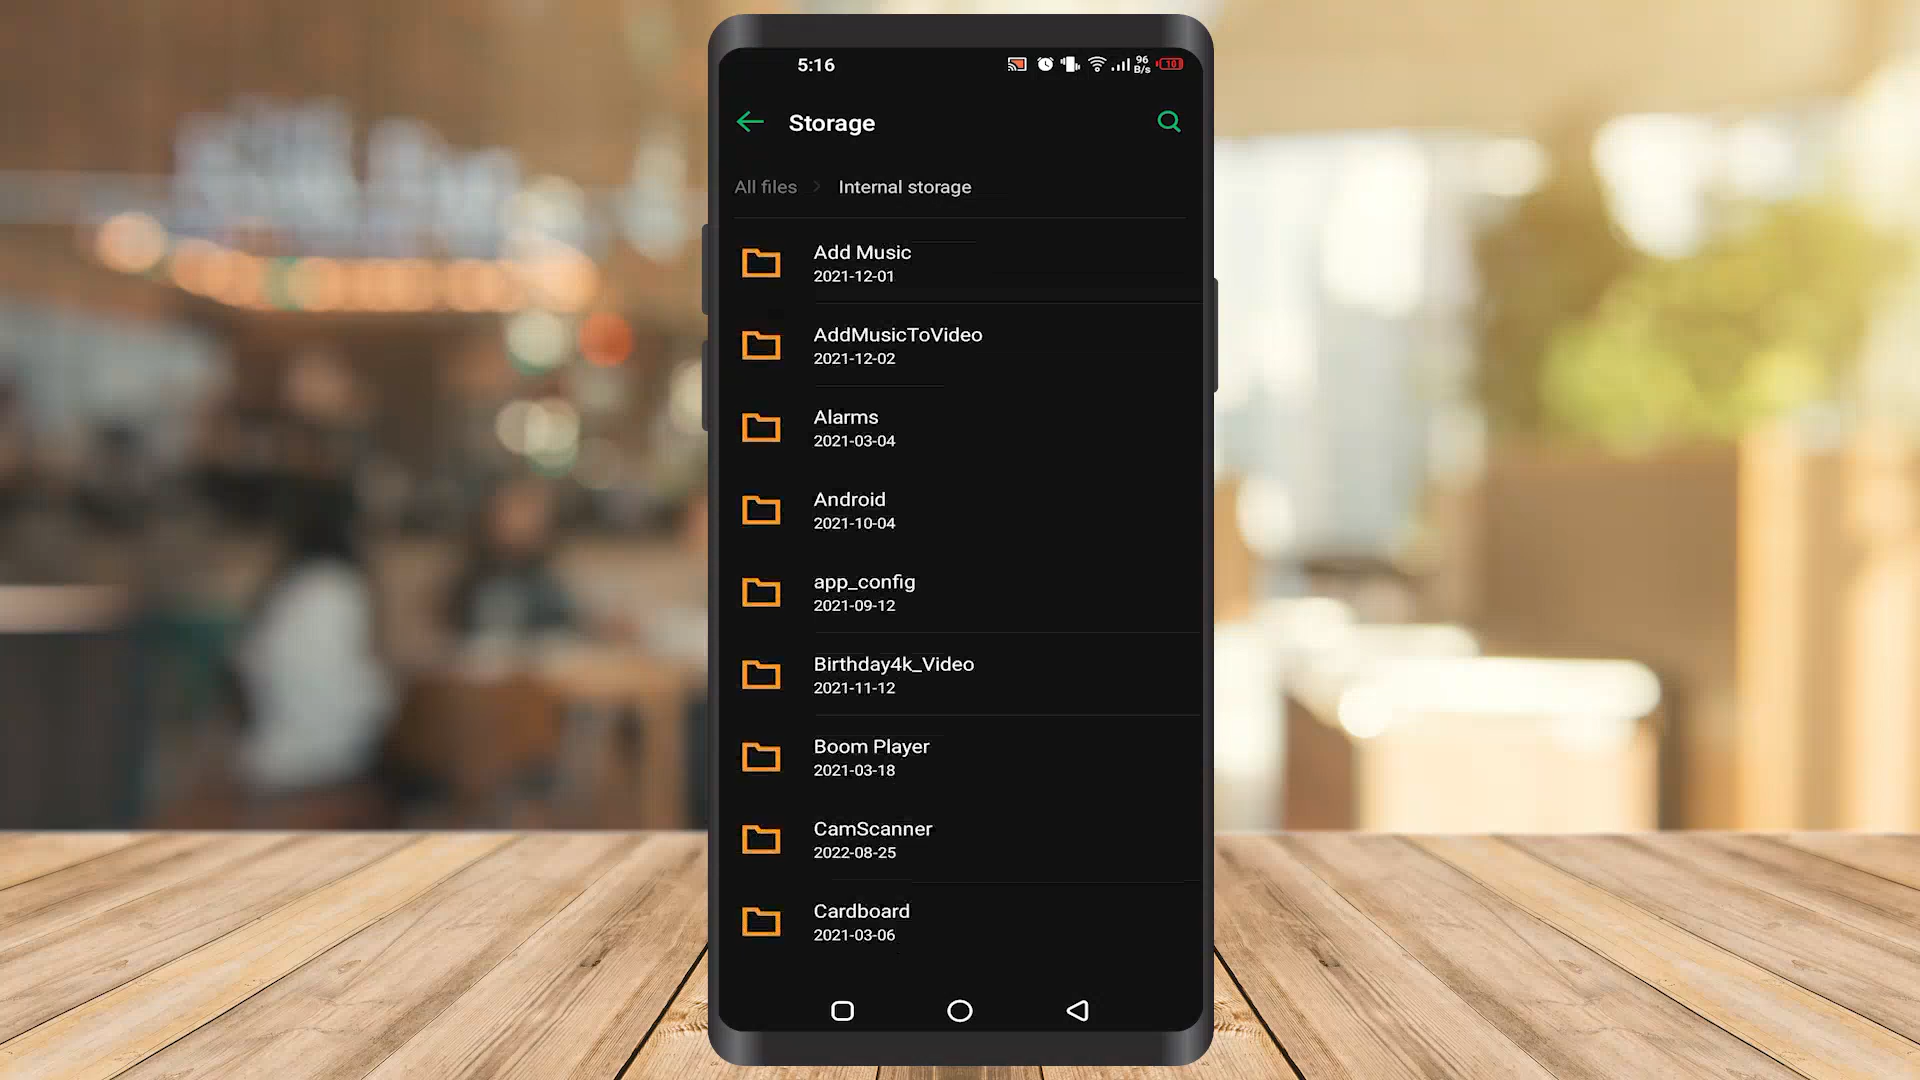 5:16
96
B/s
10
Storage
All files
Internal storage
Add Music
2021-12-01
AddMusicToVideo
2021-12-02
Alarms
2021-03-04
Android
2021-10-04
app_config
2021-09-12
Birthday4k_Video
2021-11-12
Boom Player
2021-03-18
CamScanner
2022-08-25
Cardboard
2021-03-06